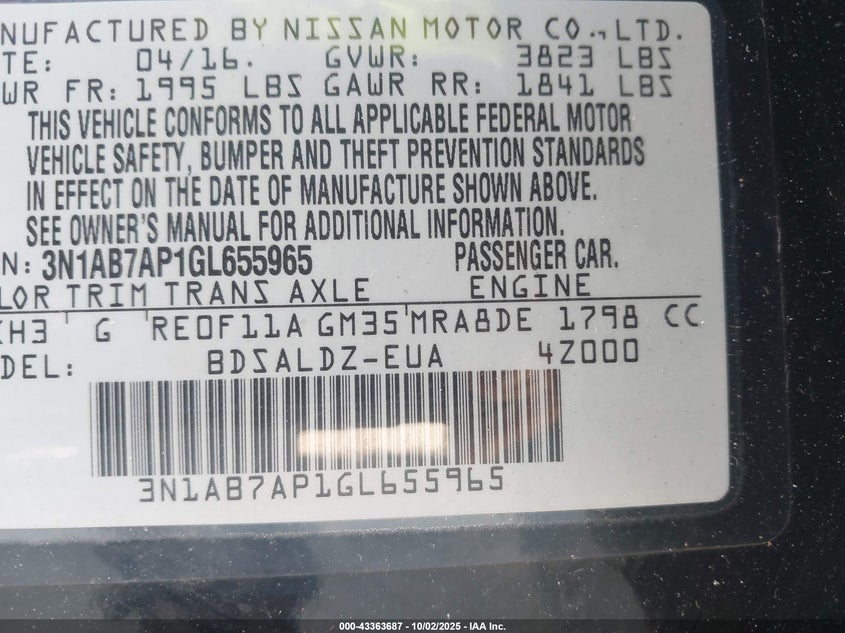 NUFACTURED BY NISSAN MOTOR CO.,LTD.
TE: 04/16. GVWR: 3823 LBS
WR FR: 1995 LBS GAWR RR: 1841 LBS
THIS VEHICLE CONFORMS TO ALL APPLICABLE FEDERAL MOTOR
VEHICLE SAFETY, BUMPER AND THEFT PREVENTION STANDARDS
IN EFFECT ON THE DATE OF MANUFACTURE SHOWN ABOVE.
SEE OWNER'S MANUAL FOR ADDITIONAL INFORMATION.
N: 3N1AB7AP1GL655965 PASSENGER CAR.
LOR TRIM TRANS AXLE ENGINE
KH3 G RE0F11A GM35 MRA8DE 1798 CC
DEL: BDSALDZ-EUA 4Z000
3N1AB7AP1GL655965
000-43363687 - 10/02/2025 - IAA Inc.